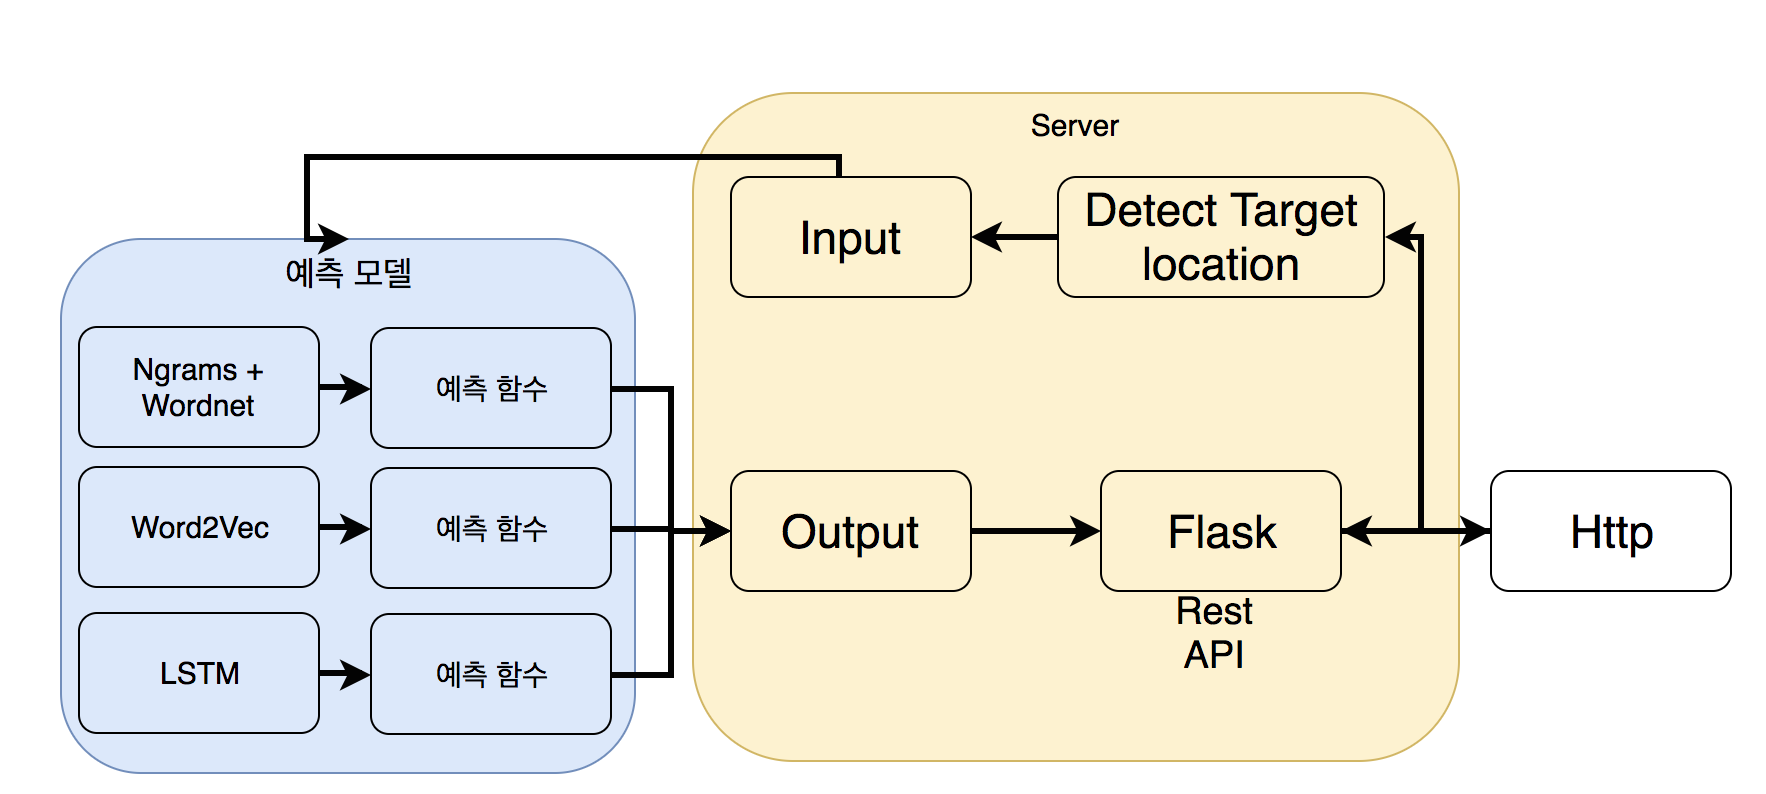 Server
Input
Detect Target
location
예측 모델
Ngrams +
Wordnet
예측 함수
Word2Vec
예측 함수
LSTM
예측 함수
Output
Flask
Rest
API
Http